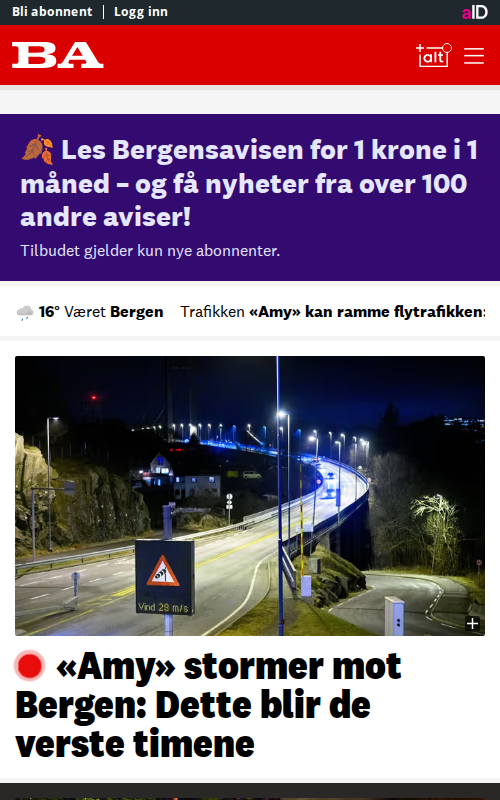 Bli abonnent | Logg inn
aID
BA
+alt
Les Bergensavisen for 1 krone i 1
måned – og få nyheter fra over 100
andre aviser!
Tilbudet gjelder kun nye abonnenter.
16° Været Bergen Trafikken «Amy» kan ramme flytrafikken:
Vind 28 m/s
«Amy» stormer mot
Bergen: Dette blir de
verste timene